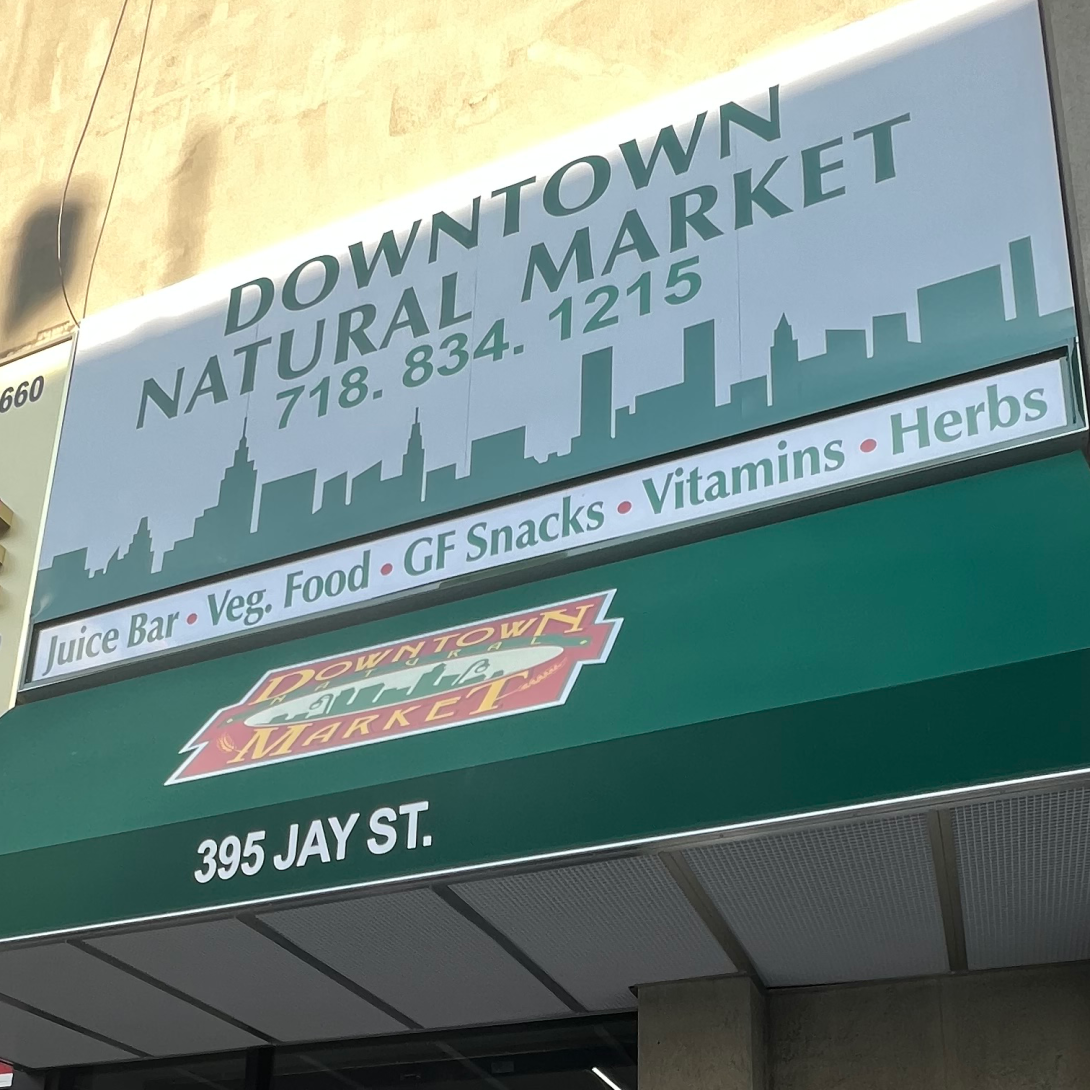 DOWNTOWN
NATURAL MARKET
718. 834. 1215
660
Juice Bar • Veg. Food • GF Snacks • Vitamins • Herbs
DOWNTOWN
NATURAL
MARKET
395 JAY ST.